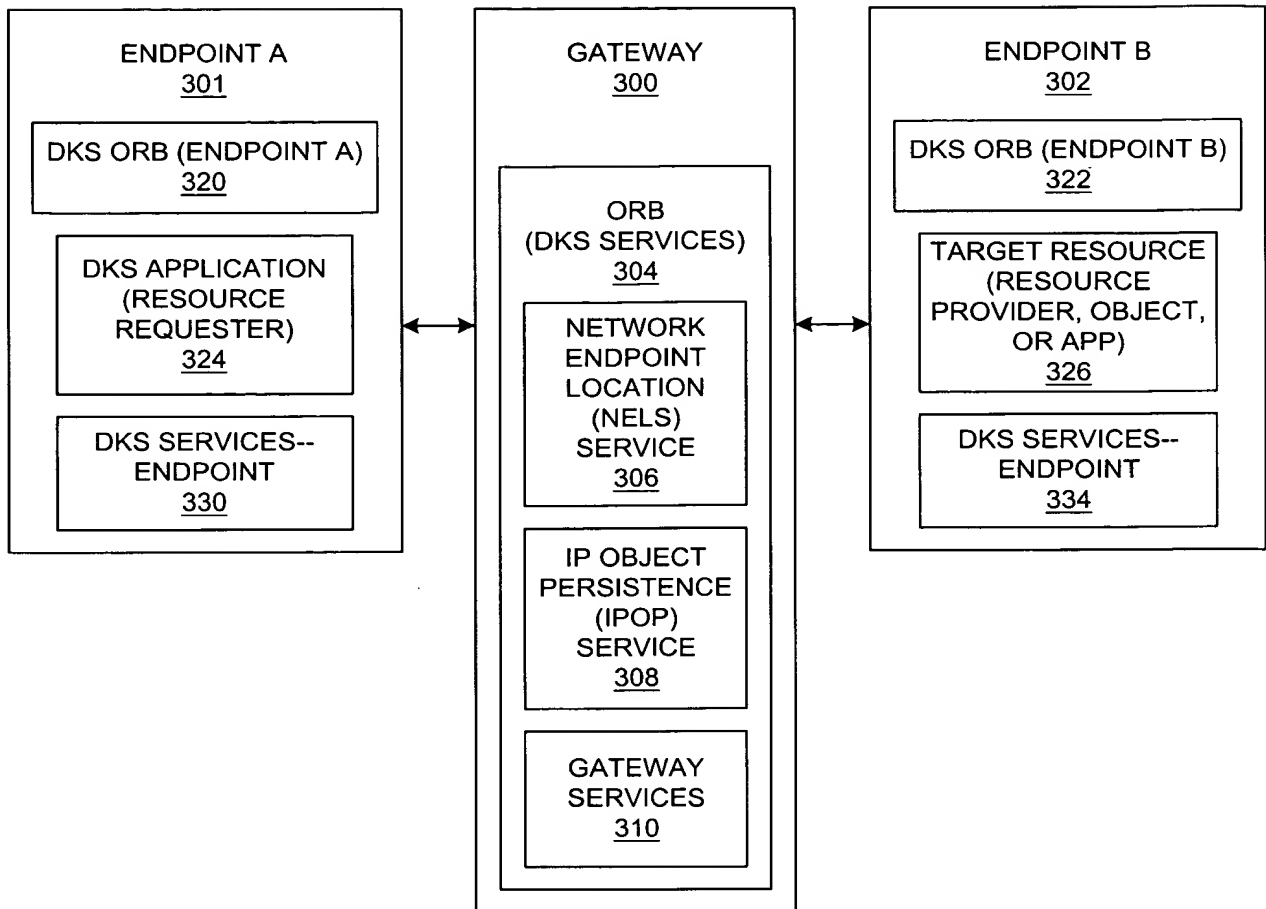 ENDPOINT A
301
DKS ORB (ENDPOINT A)
320
DKS APPLICATION
(RESOURCE
REQUESTER)
324
DKS SERVICES--
ENDPOINT
330
GATEWAY
300
ORB
(DKS SERVICES)
304
NETWORK
ENDPOINT
LOCATION
(NELS)
SERVICE
306
IP OBJECT
PERSISTENCE
(IPOP)
SERVICE
308
GATEWAY
SERVICES
310
ENDPOINT B
302
DKS ORB (ENDPOINT B)
322
TARGET RESOURCE
(RESOURCE
PROVIDER, OBJECT,
OR APP)
326
DKS SERVICES--
ENDPOINT
334